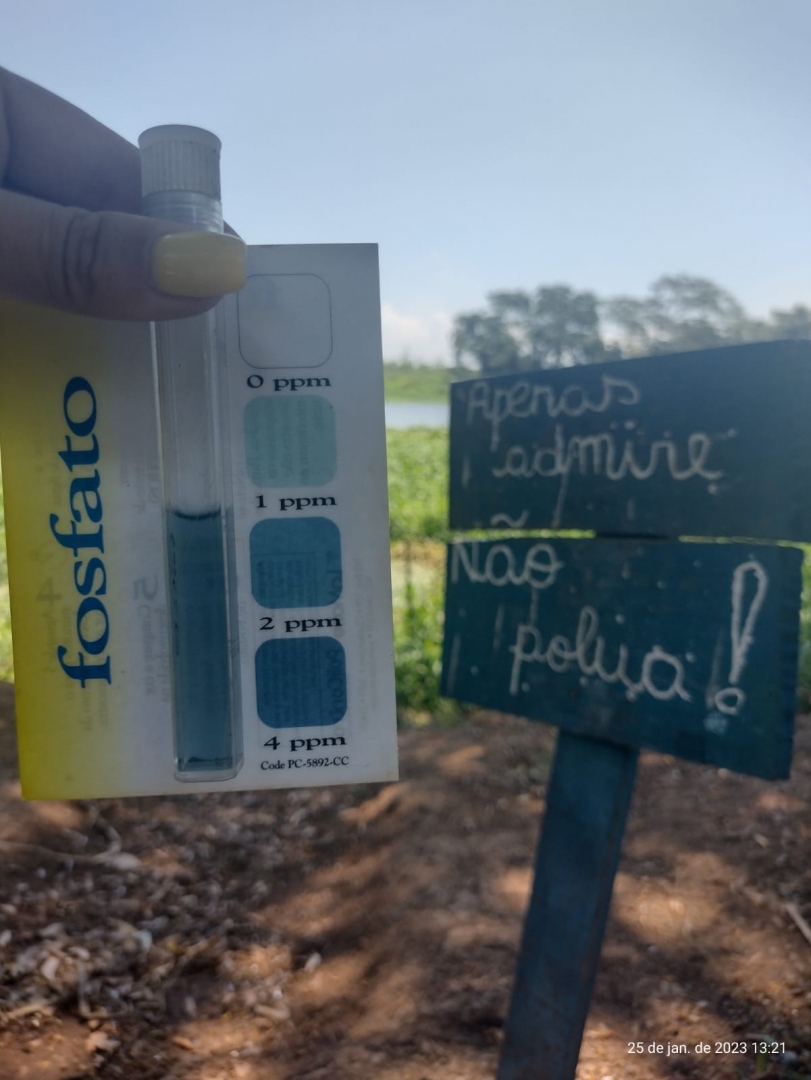 fosfato
0 ppm
1 ppm
2 ppm
4 ppm
Code PC-5892-CC
Apenas
admire
Não
polua!
25 de jan. de 2023 13:21